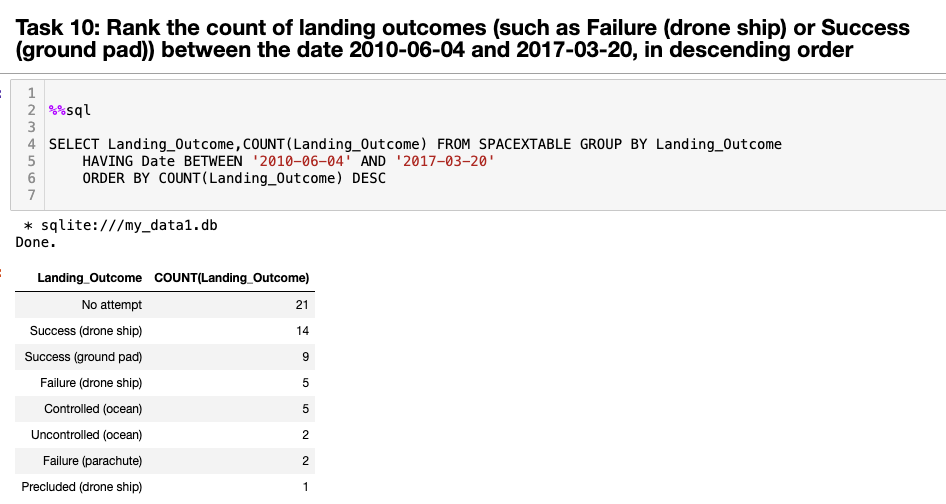 Task 10: Rank the count of landing outcomes (such as Failure (drone ship) or Success
(ground pad)) between the date 2010-06-04 and 2017-03-20, in descending order
1
2 %%sql
3
4 SELECT Landing_Outcome,COUNT(Landing_Outcome) FROM SPACEXTABLE GROUP BY Landing_Outcome
5 HAVING Date BETWEEN '2010-06-04' AND '2017-03-20'
6 ORDER BY COUNT(Landing_Outcome) DESC
7
* sqlite:///my_data1.db
Done.
Landing_Outcome COUNT(Landing_Outcome)
No attempt 21
Success (drone ship) 14
Success (ground pad) 9
Failure (drone ship) 5
Controlled (ocean) 5
Uncontrolled (ocean) 2
Failure (parachute) 2
Precluded (drone ship) 1